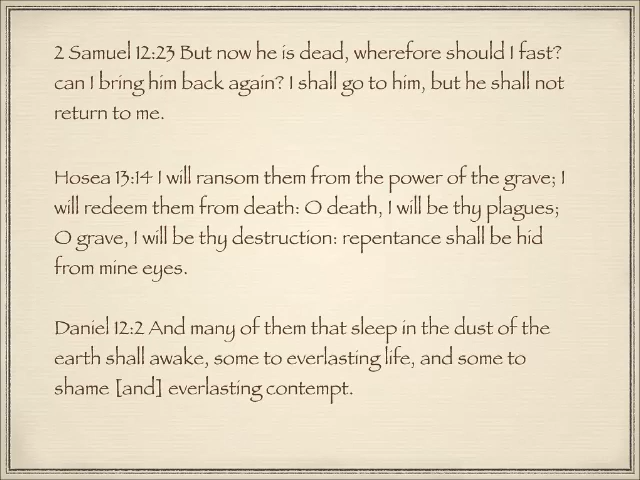 2 Samuel 12:23 But now he is dead, wherefore should I fast?
can I bring him back again? I shall go to him, but he shall not
return to me.
Hosea 13:14 I will ransom them from the power of the grave; I
will redeem them from death: O death, I will be thy plagues;
O grave, I will be thy destruction: repentance shall be hid
from mine eyes.
Daniel 12:2 And many of them that sleep in the dust of the
earth shall awake, some to everlasting life, and some to
shame [and] everlasting contempt.